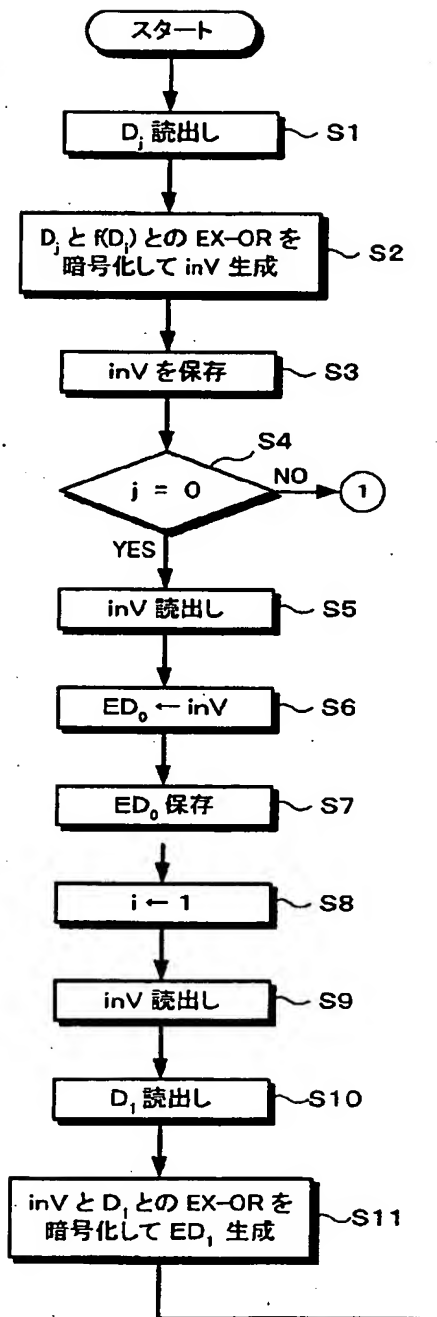 スタート
Dj 読出し
S1
Dj と f(Di) との EX-OR を
暗号化して inV 生成
S2
inV を保存
S3
S4
j = 0
NO
1
YES
inV 読出し
S5
ED₀ ← inV
S6
ED₀ 保存
S7
i ← 1
S8
inV 読出し
S9
D₁ 読出し
S10
inV と D₁ との EX-OR を
暗号化して ED₁ 生成
S11